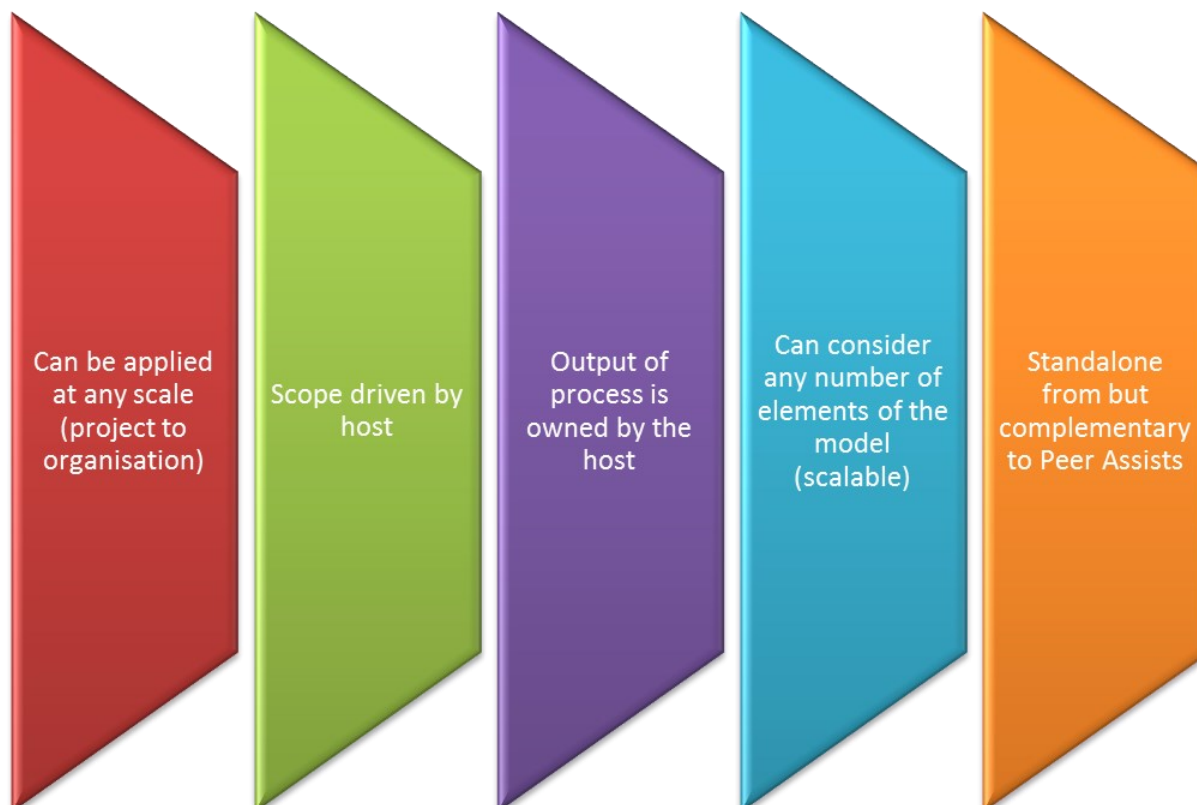 Can be applied
at any scale
(project to
organisation)
Scope driven by
host
Output of
process is
owned by the
host
Can consider
any number of
elements of the
model
(scalable)
Standalone
from but
complementary
to Peer Assists